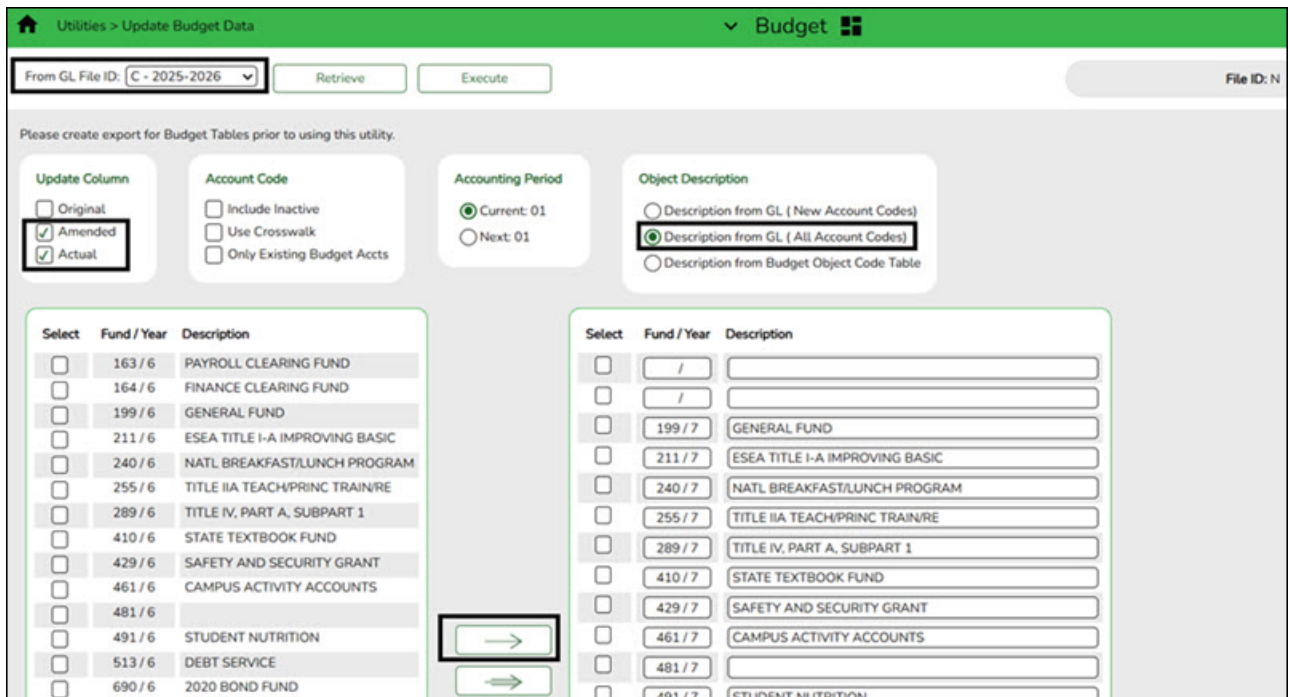 Utilities > Update Budget Data
Budget
From GL File ID: C - 2025-2026
Retrieve
Execute
File ID: N
Please create export for Budget Tables prior to using this utility.
Update Column
Original
Amended
Actual
Account Code
Include Inactive
Use Crosswalk
Only Existing Budget Accts
Accounting Period
Current: 01
Next: 01
Object Description
Description from GL ( New Account Codes)
Description from GL ( All Account Codes)
Description from Budget Object Code Table
Select Fund / Year Description
163 / 6 PAYROLL CLEARING FUND
164 / 6 FINANCE CLEARING FUND
199 / 6 GENERAL FUND
211 / 6 ESEA TITLE I-A IMPROVING BASIC
240 / 6 NATL BREAKFAST/LUNCH PROGRAM
255 / 6 TITLE IIA TEACH/PRINC TRAIN/RE
289 / 6 TITLE IV, PART A, SUBPART 1
410 / 6 STATE TEXTBOOK FUND
429 / 6 SAFETY AND SECURITY GRANT
461 / 6 CAMPUS ACTIVITY ACCOUNTS
481 / 6
491 / 6 STUDENT NUTRITION
513 / 6 DEBT SERVICE
690 / 6 2020 BOND FUND
Select Fund / Year Description
/
/
199 / 7 GENERAL FUND
211 / 7 ESEA TITLE I-A IMPROVING BASIC
240 / 7 NATL BREAKFAST/LUNCH PROGRAM
255 / 7 TITLE IIA TEACH/PRINC TRAIN/RE
289 / 7 TITLE IV, PART A, SUBPART 1
410 / 7 STATE TEXTBOOK FUND
429 / 7 SAFETY AND SECURITY GRANT
461 / 7 CAMPUS ACTIVITY ACCOUNTS
481 / 7
491 / 7 STUDENT NUTRITION